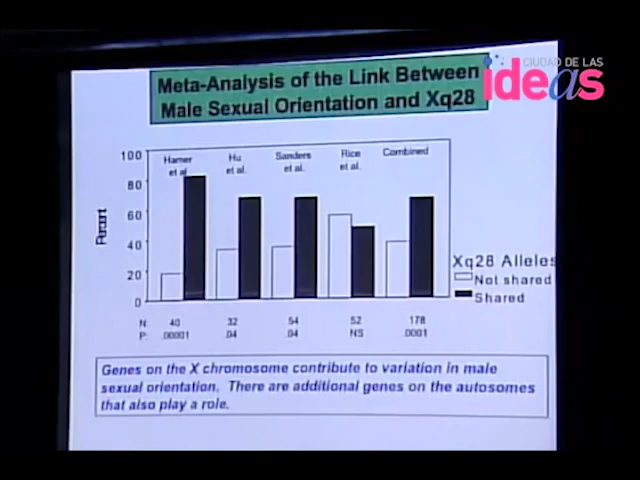 CIUDAD DE LAS
ideas
Meta-Analysis of the Link Between
Male Sexual Orientation and Xq28
100
80
60
40
20
0
Percent
Hamer et al.
Hu et al.
Sanders et al.
Rice et al.
Combined
Xq28 Alleles
Not shared
Shared
N: 40 32 54 52 178
P: .00001 .04 .04 NS .0001
Genes on the X chromosome contribute to variation in male
sexual orientation. There are additional genes on the autosomes
that also play a role.